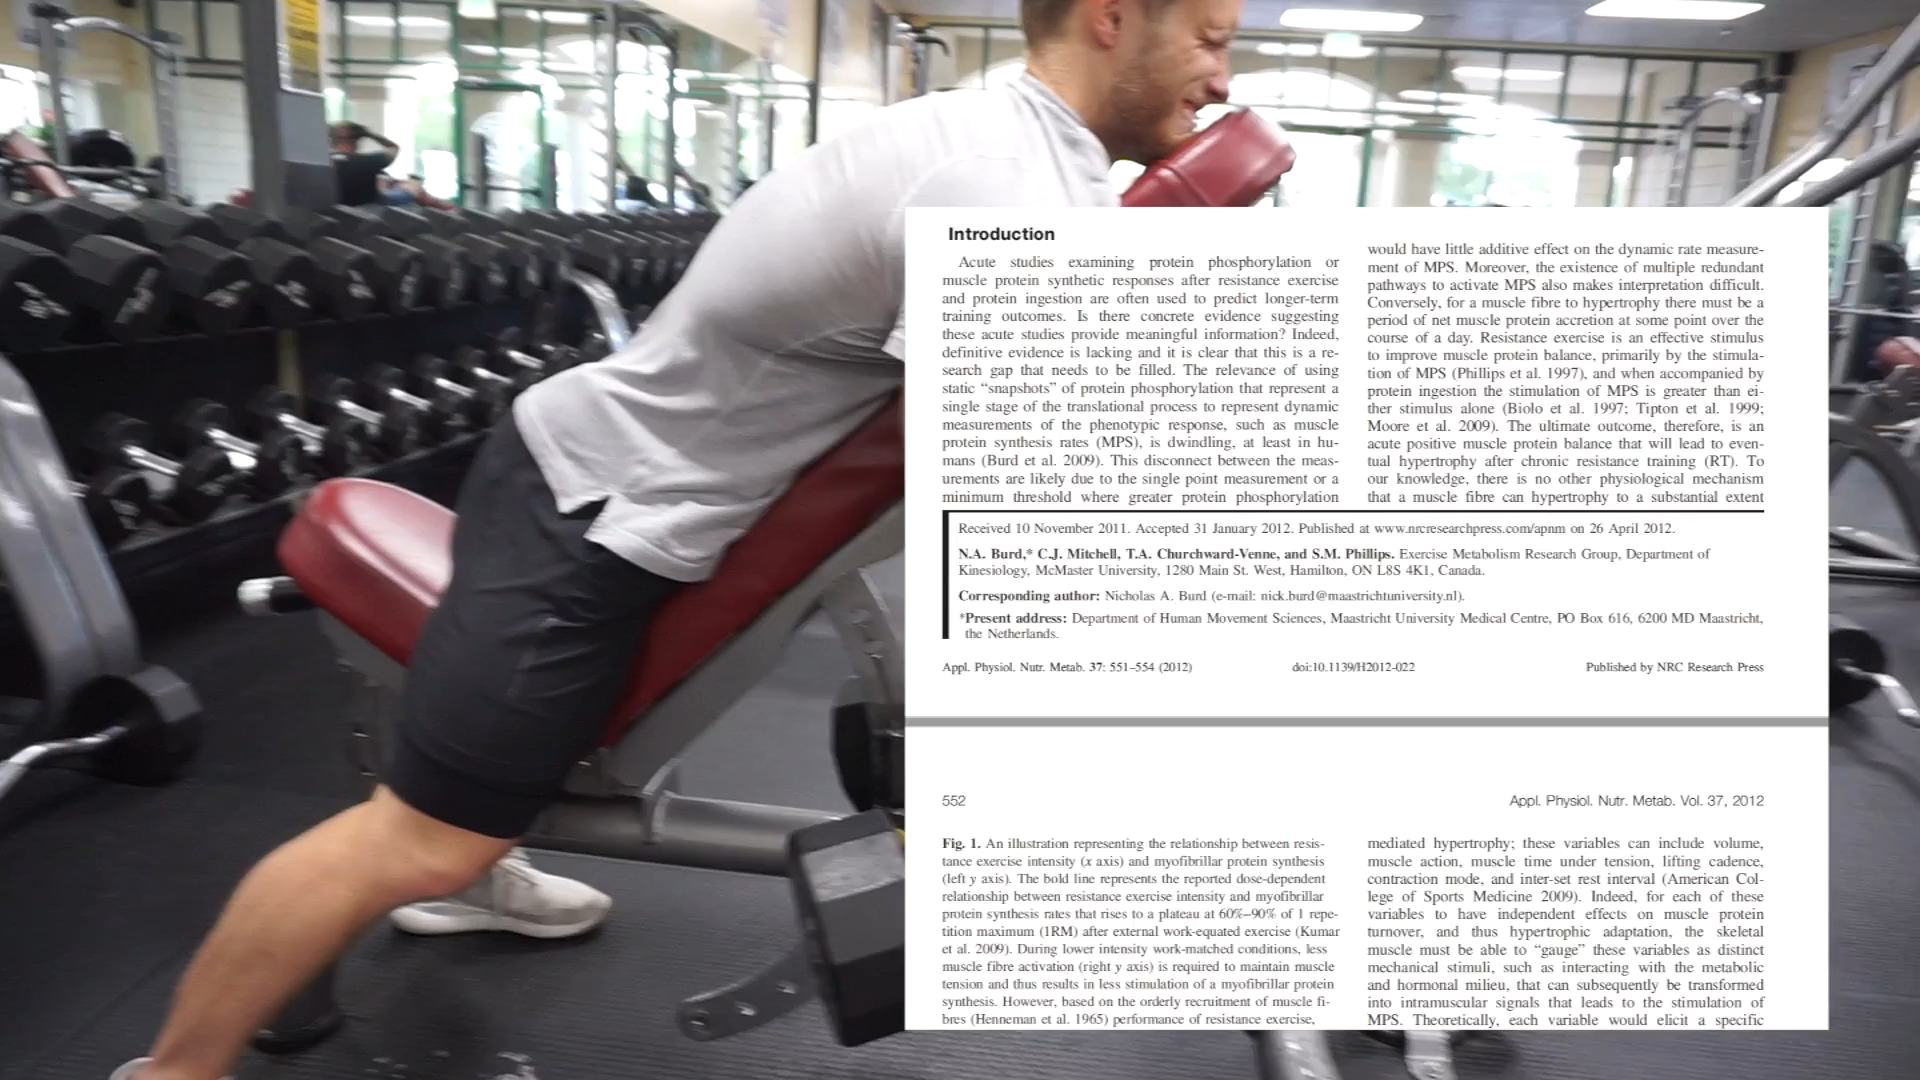 Introduction
Acute studies examining protein phosphorylation or
muscle protein synthetic responses after resistance exercise
and protein ingestion are often used to predict longer-term
training outcomes. Is there concrete evidence suggesting
these acute studies provide meaningful information? Indeed,
definitive evidence is lacking and it is clear that this is a re-
search gap that needs to be filled. The relevance of using
static “snapshots” of protein phosphorylation that represent a
single stage of the translational process to represent dynamic
measurements of the phenotypic response, such as muscle
protein synthesis rates (MPS), is dwindling, at least in hu-
mans (Burd et al. 2009). This disconnect between the meas-
urements are likely due to the single point measurement or a
minimum threshold where greater protein phosphorylation
would have little additive effect on the dynamic rate measure-
ment of MPS. Moreover, the existence of multiple redundant
pathways to activate MPS also makes interpretation difficult.
Conversely, for a muscle fibre to hypertrophy there must be a
period of net muscle protein accretion at some point over the
course of a day. Resistance exercise is an effective stimulus
to improve muscle protein balance, primarily by the stimula-
tion of MPS (Phillips et al. 1997), and when accompanied by
protein ingestion the stimulation of MPS is greater than ei-
ther stimulus alone (Biolo et al. 1997; Tipton et al. 1999;
Moore et al. 2009). The ultimate outcome, therefore, is an
acute positive muscle protein balance that will lead to even-
tual hypertrophy after chronic resistance training (RT). To
our knowledge, there is no other physiological mechanism
that a muscle fibre can hypertrophy to a substantial extent
Received 10 November 2011. Accepted 31 January 2012. Published at www.nrcresearchpress.com/apnm on 26 April 2012.
N.A. Burd,* C.J. Mitchell, T.A. Churchward-Venne, and S.M. Phillips. Exercise Metabolism Research Group, Department of
Kinesiology, McMaster University, 1280 Main St. West, Hamilton, ON L8S 4K1, Canada.
Corresponding author: Nicholas A. Burd (e-mail: nick.burd@maastrichtuniversity.nl).
*Present address: Department of Human Movement Sciences, Maastricht University Medical Centre, PO Box 616, 6200 MD Maastricht,
the Netherlands.
Appl. Physiol. Nutr. Metab. 37: 551–554 (2012) doi:10.1139/H2012-022 Published by NRC Research Press
552 Appl. Physiol. Nutr. Metab. Vol. 37, 2012
Fig. 1. An illustration representing the relationship between resis-
tance exercise intensity (x axis) and myofibrillar protein synthesis
(left y axis). The bold line represents the reported dose-dependent
relationship between resistance exercise intensity and myofibrillar
protein synthesis rates that rises to a plateau at 60%–90% of 1 repe-
tition maximum (1RM) after external work-equated exercise (Kumar
et al. 2009). During lower intensity work-matched conditions, less
muscle fibre activation (right y axis) is required to maintain muscle
tension and thus results in less stimulation of a myofibrillar protein
synthesis. However, based on the orderly recruitment of muscle fi-
bres (Henneman et al. 1965) performance of resistance exercise,
mediated hypertrophy; these variables can include volume,
muscle action, muscle time under tension, lifting cadence,
contraction mode, and inter-set rest interval (American Col-
lege of Sports Medicine 2009). Indeed, for each of these
variables to have independent effects on muscle protein
turnover, and thus hypertrophic adaptation, the skeletal
muscle must be able to “gauge” these variables as distinct
mechanical stimuli, such as interacting with the metabolic
and hormonal milieu, that can subsequently be transformed
into intramuscular signals that leads to the stimulation of
MPS. Theoretically, each variable would elicit a specific